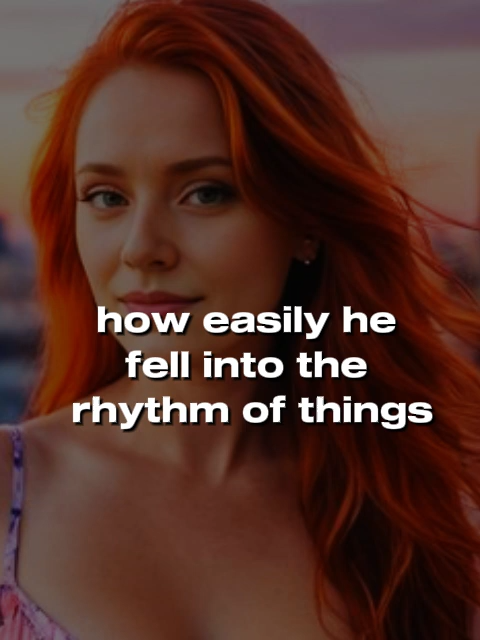 how easily he
fell into the
rhythm of things